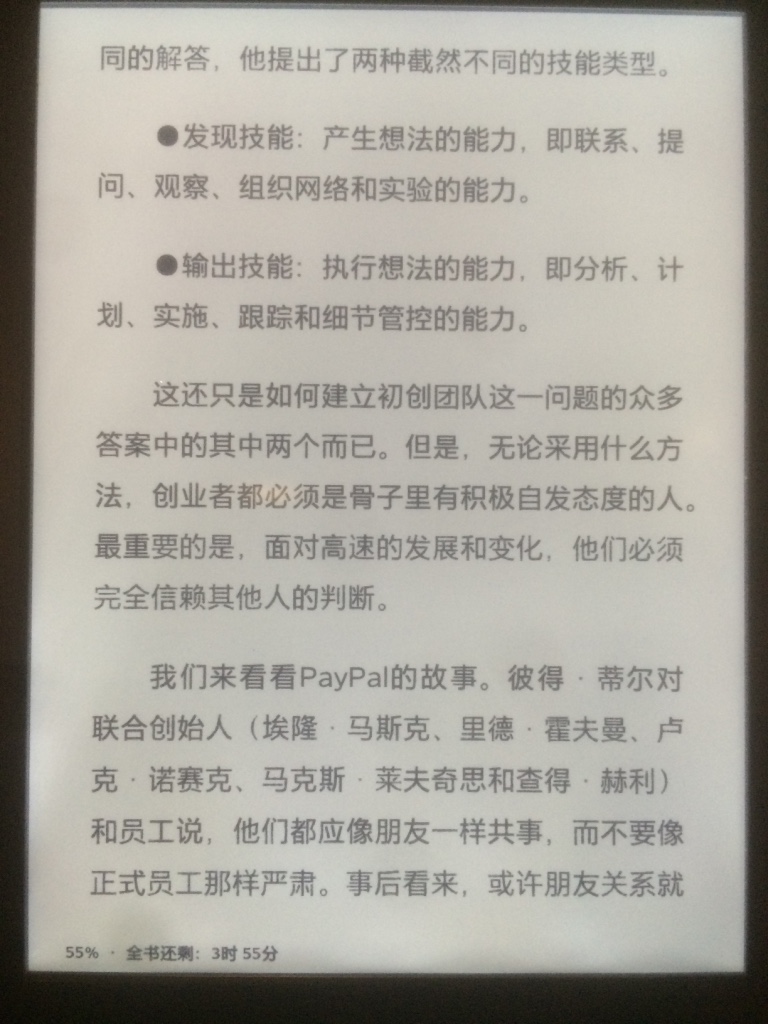 同的解答，他提出了两种截然不同的技能类型。
●发现技能：产生想法的能力，即联系、提
问、观察、组织网络和实验的能力。
●输出技能：执行想法的能力，即分析、计
划、实施、跟踪和细节管控的能力。
这还只是如何建立初创团队这一问题的众多
答案中的其中两个而已。但是，无论采用什么方
法，创业者都必须是骨子里有积极自发态度的人。
最重要的是，面对高速的发展和变化，他们必须
完全信赖其他人的判断。
我们来看看PayPal的故事。彼得·蒂尔对
联合创始人（埃隆·马斯克、里德·霍夫曼、卢
克·诺赛克、马克斯·莱夫奇思和查得·赫利）
和员工说，他们都应像朋友一样共事，而不要像
正式员工那样严肃。事后看来，或许朋友关系就
55% · 全书还剩：3时 55分